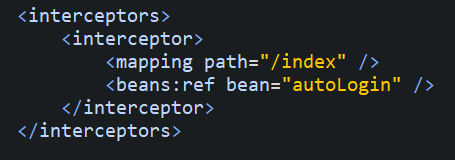 <interceptors>
    <interceptor>
        <mapping path="/index" />
        <beans:ref bean="autoLogin" />
    </interceptor>
</interceptors>